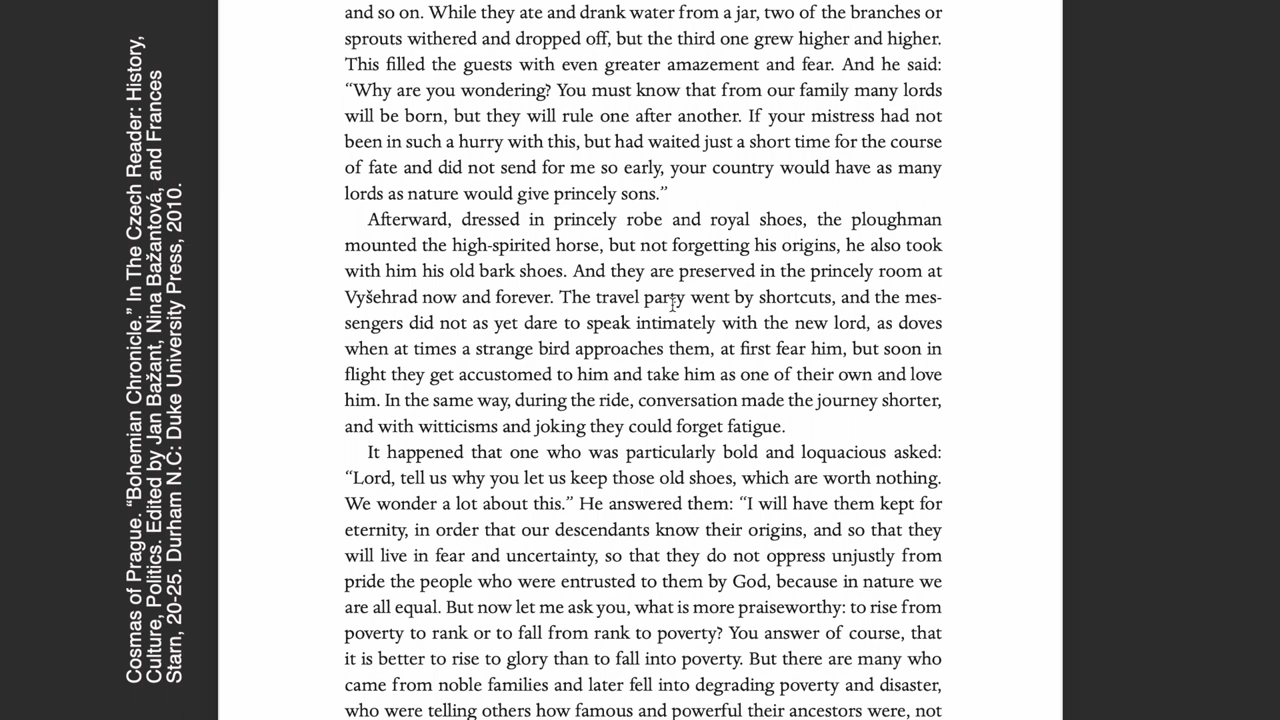 Cosmas of Prague. “Bohemian Chronicle.” In The Czech Reader: History,
Culture, Politics. Edited by Jan Bažant, Nina Bažantová, and Frances
Starn, 20-25. Durham N.C: Duke University Press, 2010.
and so on. While they ate and drank water from a jar, two of the branches or
sprouts withered and dropped off, but the third one grew higher and higher.
This filled the guests with even greater amazement and fear. And he said:
“Why are you wondering? You must know that from our family many lords
will be born, but they will rule one after another. If your mistress had not
been in such a hurry with this, but had waited just a short time for the course
of fate and did not send for me so early, your country would have as many
lords as nature would give princely sons.”
Afterward, dressed in princely robe and royal shoes, the ploughman
mounted the high-spirited horse, but not forgetting his origins, he also took
with him his old bark shoes. And they are preserved in the princely room at
Vyšehrad now and forever. The travel party went by shortcuts, and the mes-
sengers did not as yet dare to speak intimately with the new lord, as doves
when at times a strange bird approaches them, at first fear him, but soon in
flight they get accustomed to him and take him as one of their own and love
him. In the same way, during the ride, conversation made the journey shorter,
and with witticisms and joking they could forget fatigue.
It happened that one who was particularly bold and loquacious asked:
“Lord, tell us why you let us keep those old shoes, which are worth nothing.
We wonder a lot about this.” He answered them: “I will have them kept for
eternity, in order that our descendants know their origins, and so that they
will live in fear and uncertainty, so that they do not oppress unjustly from
pride the people who were entrusted to them by God, because in nature we
are all equal. But now let me ask you, what is more praiseworthy: to rise from
poverty to rank or to fall from rank to poverty? You answer of course, that
it is better to rise to glory than to fall into poverty. But there are many who
came from noble families and later fell into degrading poverty and disaster,
who were telling others how famous and powerful their ancestors were, not